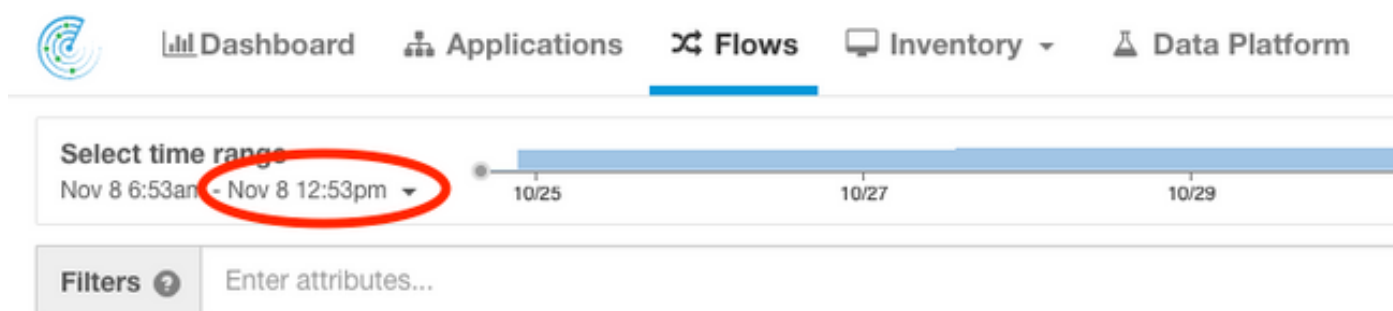 Dashboard Applications Flows Inventory Data Platform
Select time range
Nov 8 6:53am - Nov 8 12:53pm
10/25 10/27 10/29
Filters ? Enter attributes...